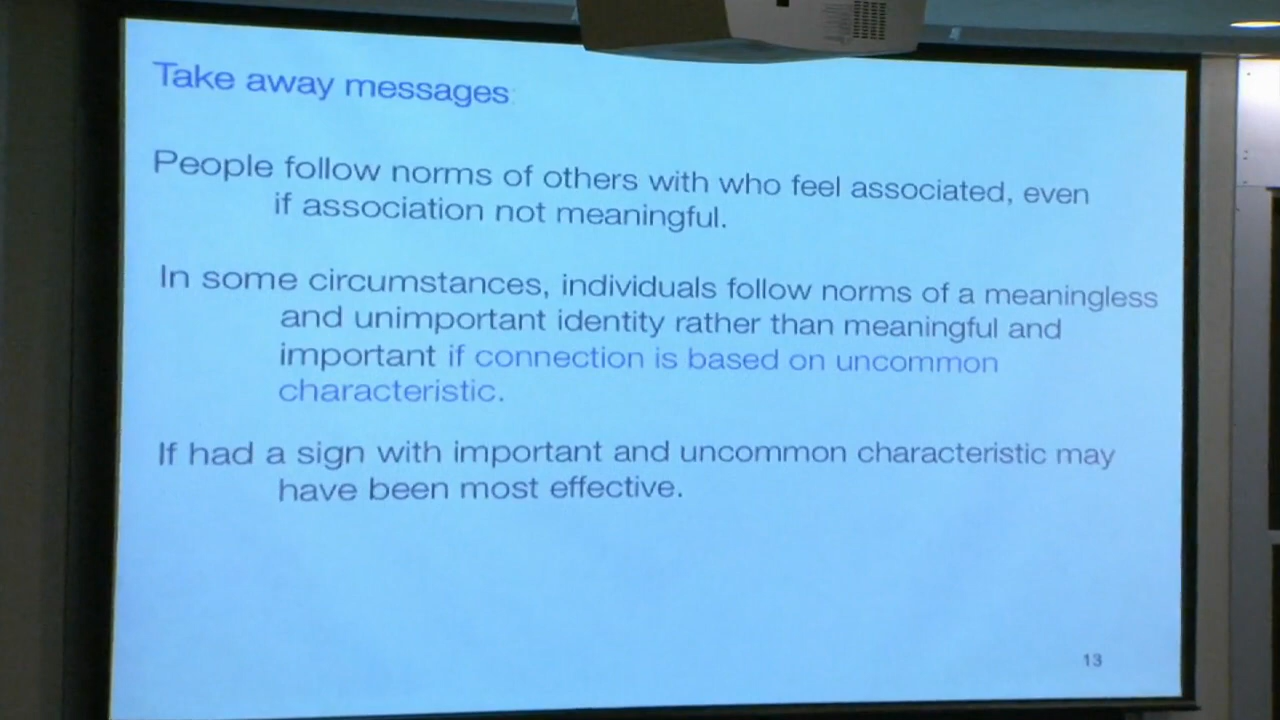 Take away messages:
People follow norms of others with who feel associated, even
if association not meaningful.
In some circumstances, individuals follow norms of a meaningless
and unimportant identity rather than meaningful and
important if connection is based on uncommon
characteristic.
If had a sign with important and uncommon characteristic may
have been most effective.
13